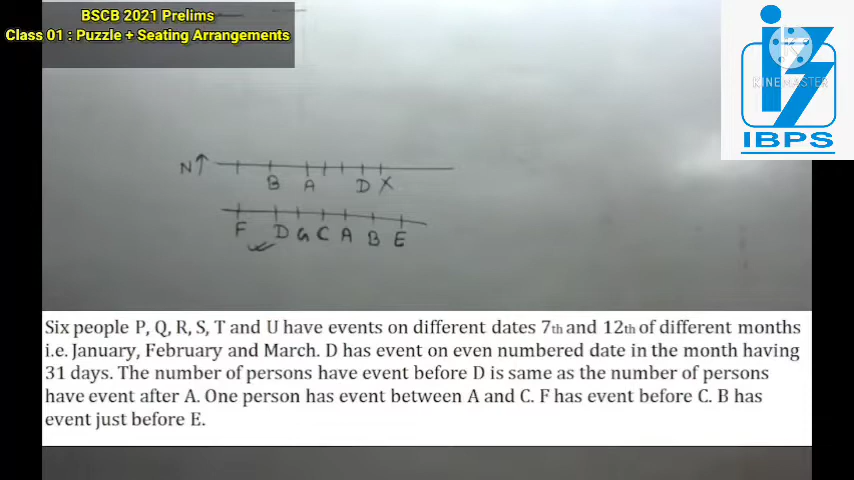 BSCB 2021 Prelims
Class 01 : Puzzle + Seating Arrangements
KINEMASTER
IBPS
N↑
B A D X
F D G C A B E
Six people P, Q, R, S, T and U have events on different dates 7th and 12th of different months
i.e. January, February and March. D has event on even numbered date in the month having
31 days. The number of persons have event before D is same as the number of persons
have event after A. One person has event between A and C. F has event before C. B has
event just before E.